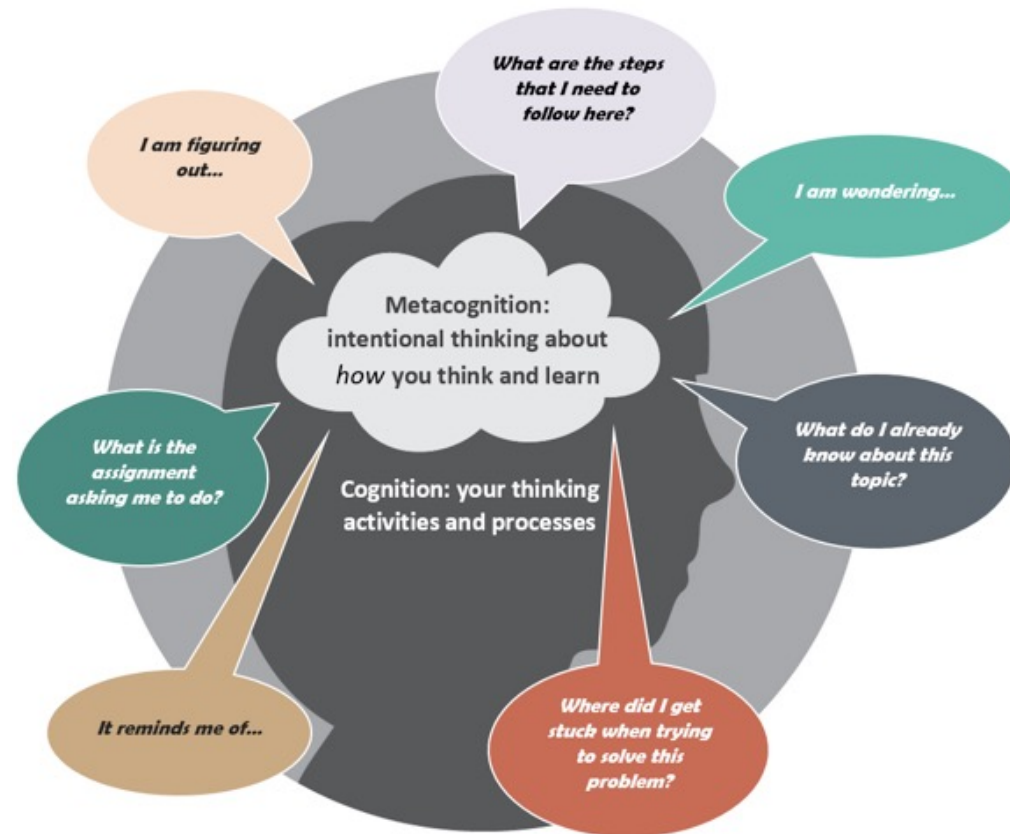 What are the steps
that I need to
follow here?
I am figuring
out...
I am wondering...
Metacognition:
intentional thinking about
how you think and learn
What is the
assignment
asking me to do?
What do I already
know about this
topic?
Cognition: your thinking
activities and processes
It reminds me of...
Where did I get
stuck when trying
to solve this
problem?